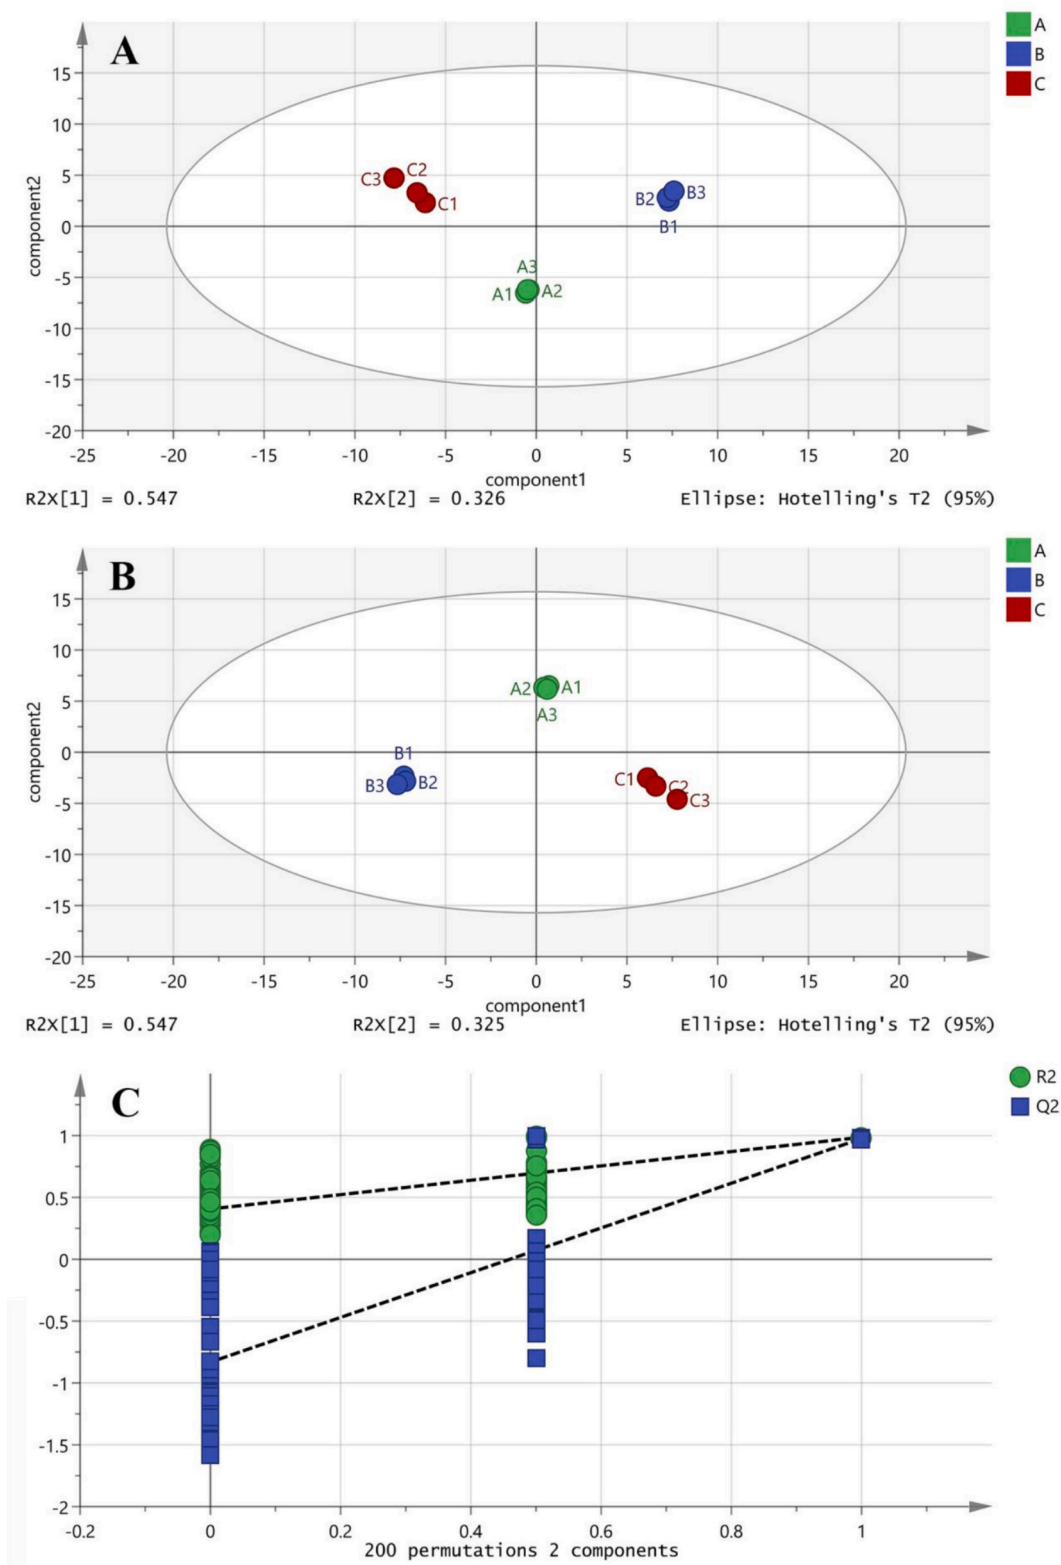 A
A
B
C
15
10
5
0
-5
-10
-15
-20
component2
C3
C2
C1
B2
B3
B1
A3
A1
A2
-25 -20 -15 -10 -5 0 5 10 15 20
component1
R2X[1] = 0.547 R2X[2] = 0.326 Ellipse: Hotelling's T2 (95%)
B
A
B
C
15
10
5
0
-5
-10
-15
-20
component2
A2
A1
A3
B1
B3
B2
C1
C2
C3
-25 -20 -15 -10 -5 0 5 10 15 20
component1
R2X[1] = 0.547 R2X[2] = 0.325 Ellipse: Hotelling's T2 (95%)
C
R2
Q2
1
0.5
0
-0.5
-1
-1.5
-2
-0.2 0 0.2 0.4 0.6 0.8 1
200 permutations 2 components